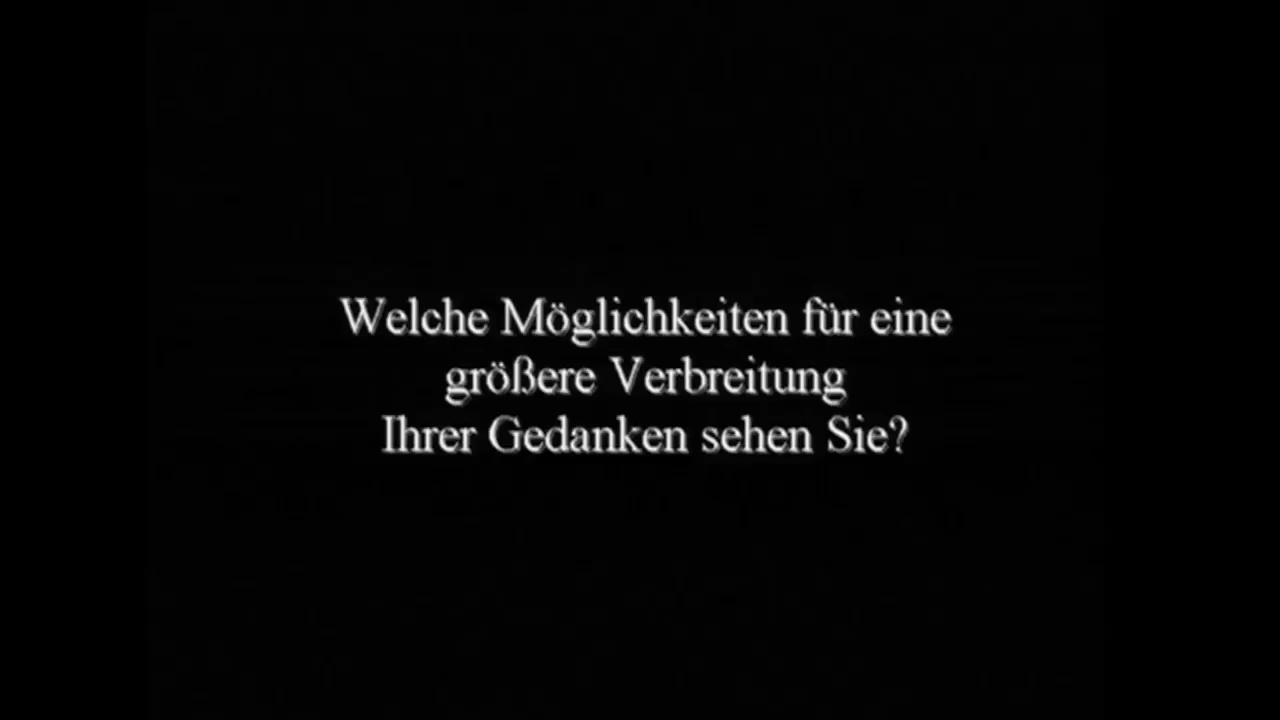 Welche Möglichkeiten für eine
größere Verbreitung
Ihrer Gedanken sehen Sie?